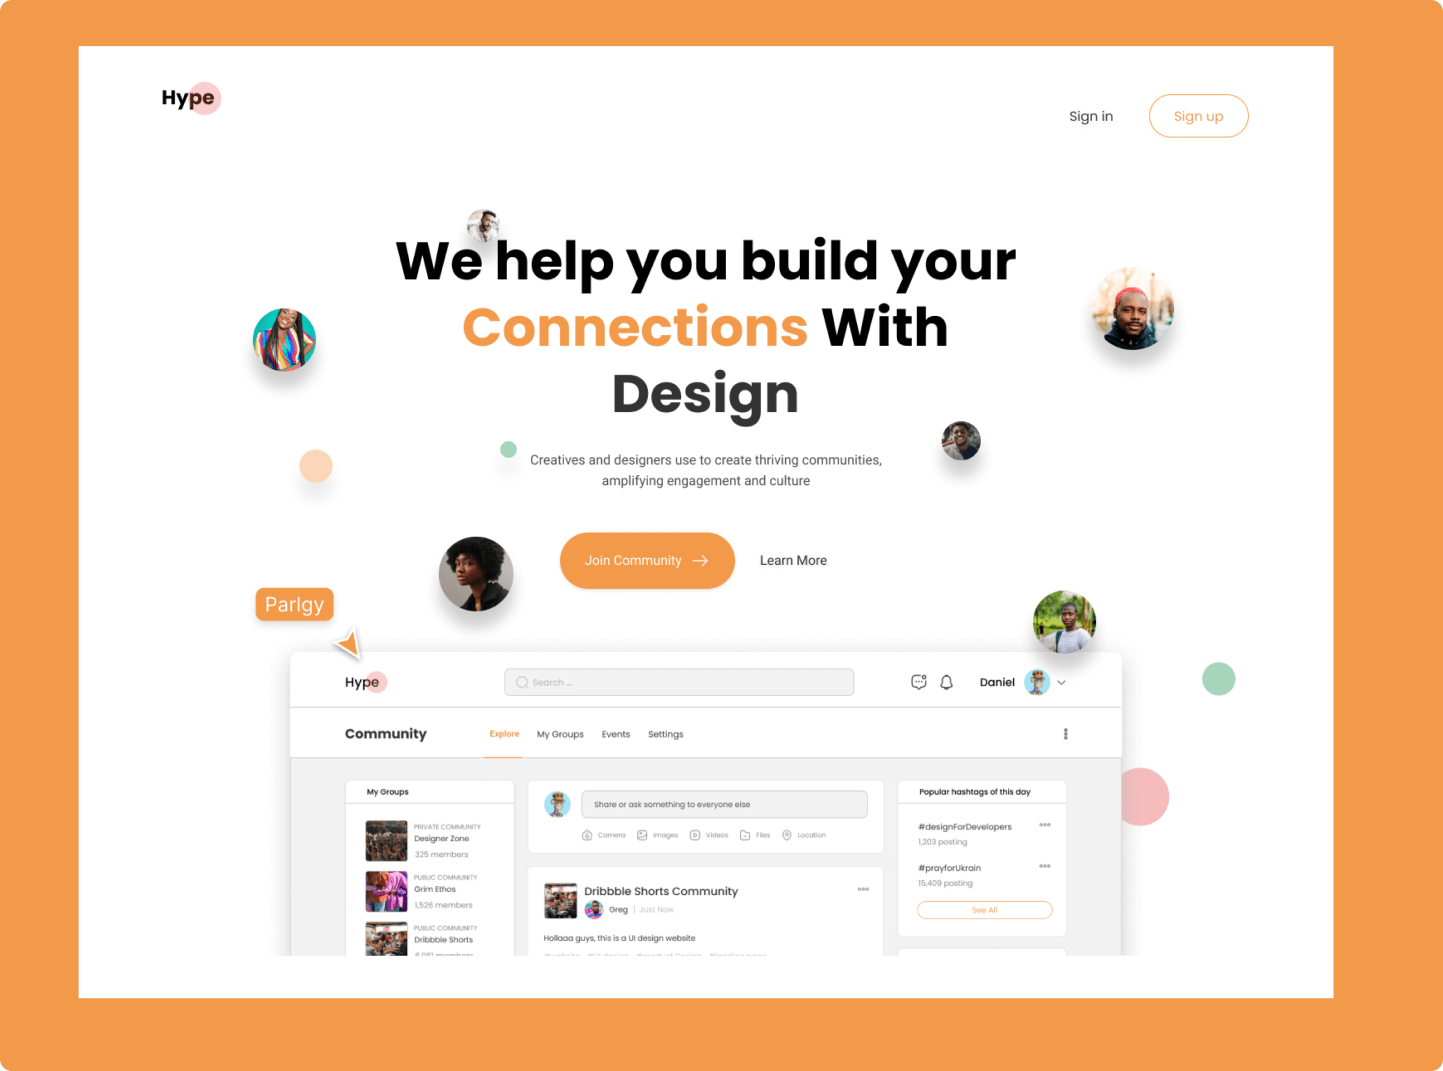 Hype
Sign in
Sign up
We help you build your
Connections With
Design
Creatives and designers use to create thriving communities,
amplifying engagement and culture
Join Community
Learn More
Parlgy
Hype
Search ...
Daniel
Community
Explore
My Groups
Events
Settings
My Groups
PRIVATE COMMUNITY
Designer Zone
325 members
PUBLIC COMMUNITY
Grim Ethos
1,526 members
PUBLIC COMMUNITY
Dribbble Shorts
Share or ask something to everyone else
Camera
Images
Videos
Files
Location
Dribbble Shorts Community
Greg | Just Now
Hollaaa guys, this is a UI design website
Popular hashtags of this day
#designForDevelopers
1,203 posting
#prayforUkrain
15,409 posting
See All